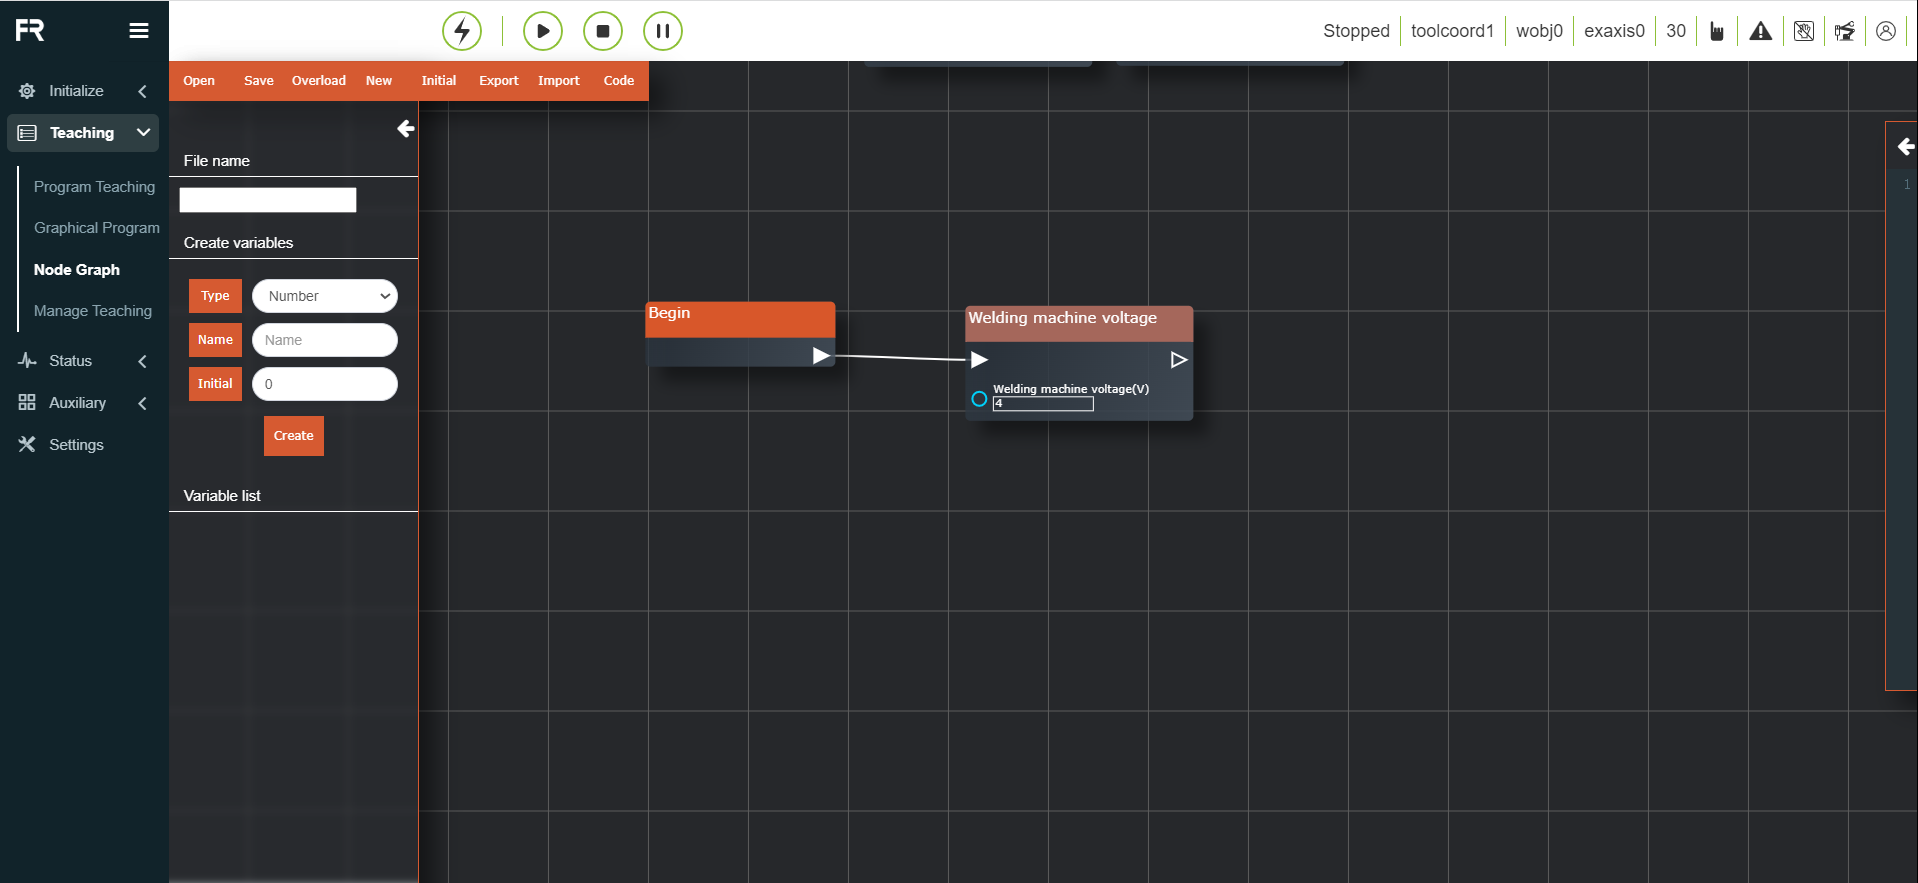 FR
Stopped
toolcoord1
wobj0
exaxis0
30
Initialize
Teaching
Program Teaching
Graphical Program
Node Graph
Manage Teaching
Status
Auxiliary
Settings
Open Save Overload New Initial Export Import Code
File name
Create variables
Type Number
Name Name
Initial 0
Create
Variable list
Begin
Welding machine voltage
Welding machine voltage(V)
4
1